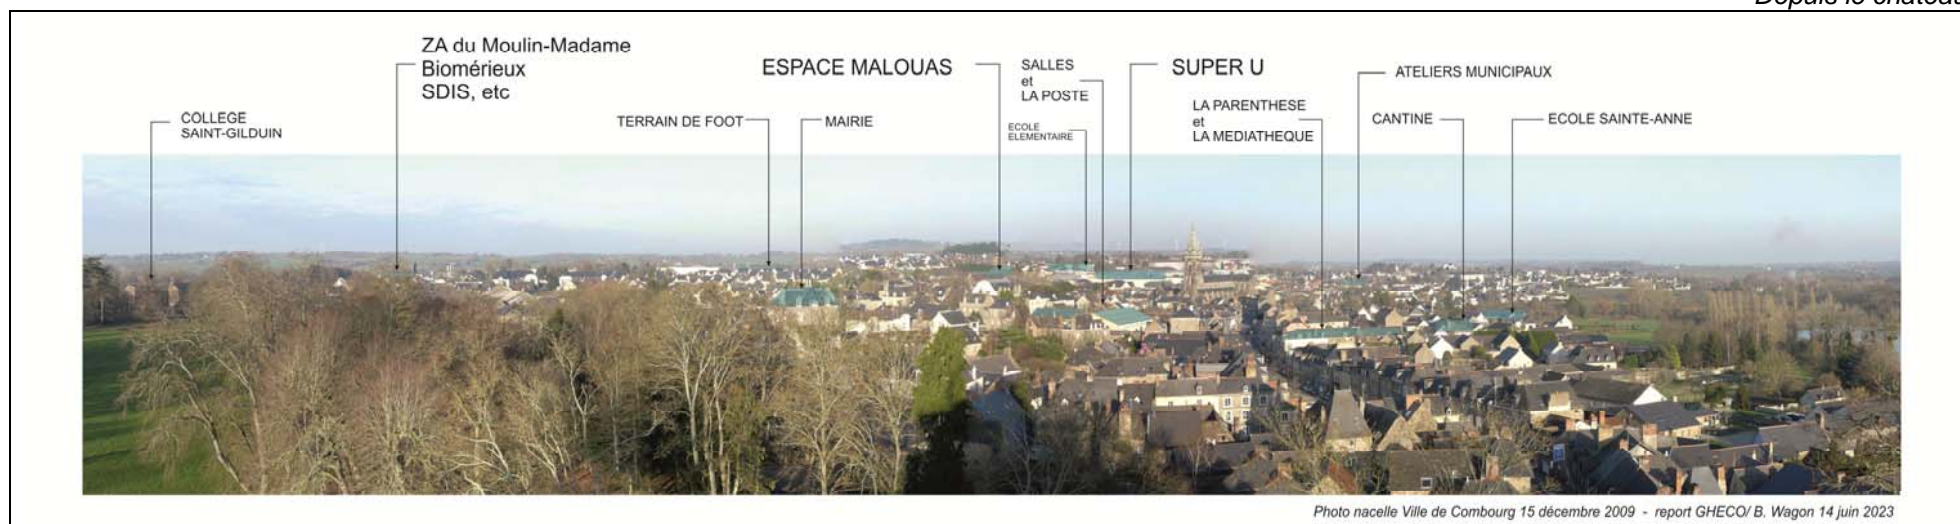 Depuis le château
ZA du Moulin-Madame
Biomérieux
SDIS, etc
ESPACE MALOUAS
SALLES
et
LA POSTE
SUPER U
ATELIERS MUNICIPAUX
COLLEGE
SAINT-GILDUIN
TERRAIN DE FOOT
MAIRIE
ECOLE
ELEMENTAIRE
LA PARENTHESE
et
LA MEDIATHEQUE
CANTINE
ECOLE SAINTE-ANNE
Photo nacelle Ville de Combourg 15 décembre 2009 - report GHECO/ B. Wagon 14 juin 2023